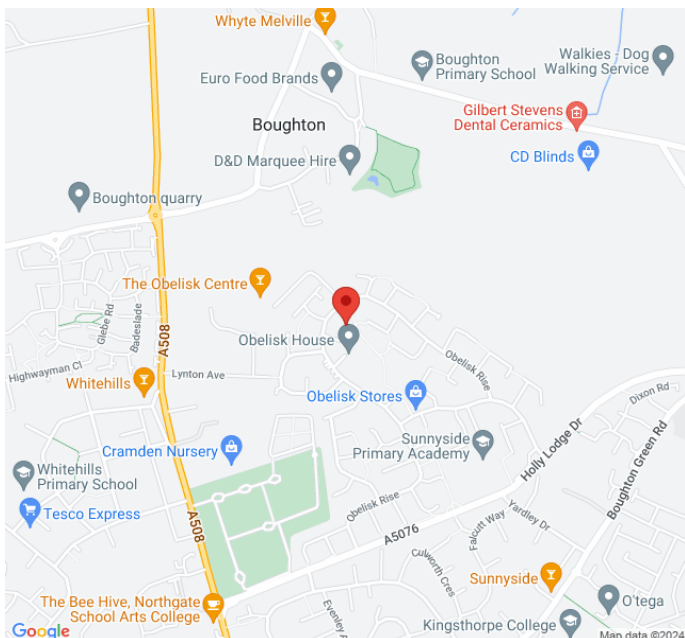 Whyte Melville
Boughton
Primary School
Walkies - Dog
Walking Service
Euro Food Brands
Gilbert Stevens
Dental Ceramics
Boughton
CD Blinds
D&D Marquee Hire
Boughton quarry
The Obelisk Centre
Glebe Rd
Badeslade
A508
Obelisk House
Obelisk Rise
Highwayman Cl
Whitehills
Lynton Ave
Dixon Rd
Obelisk Stores
Cramden Nursery
Sunnyside
Primary Academy
Holly Lodge Dr
Boughton Green Rd
Whitehills
Primary School
Tesco Express
A508
Obelisk Rise
Yardley Dr
Falcutt Way
A5076
Culworth Cres
Sunnyside
The Bee Hive, Northgate
School Arts College
Evenley
O'tega
Kingsthorpe College
Google
Map data ©2024